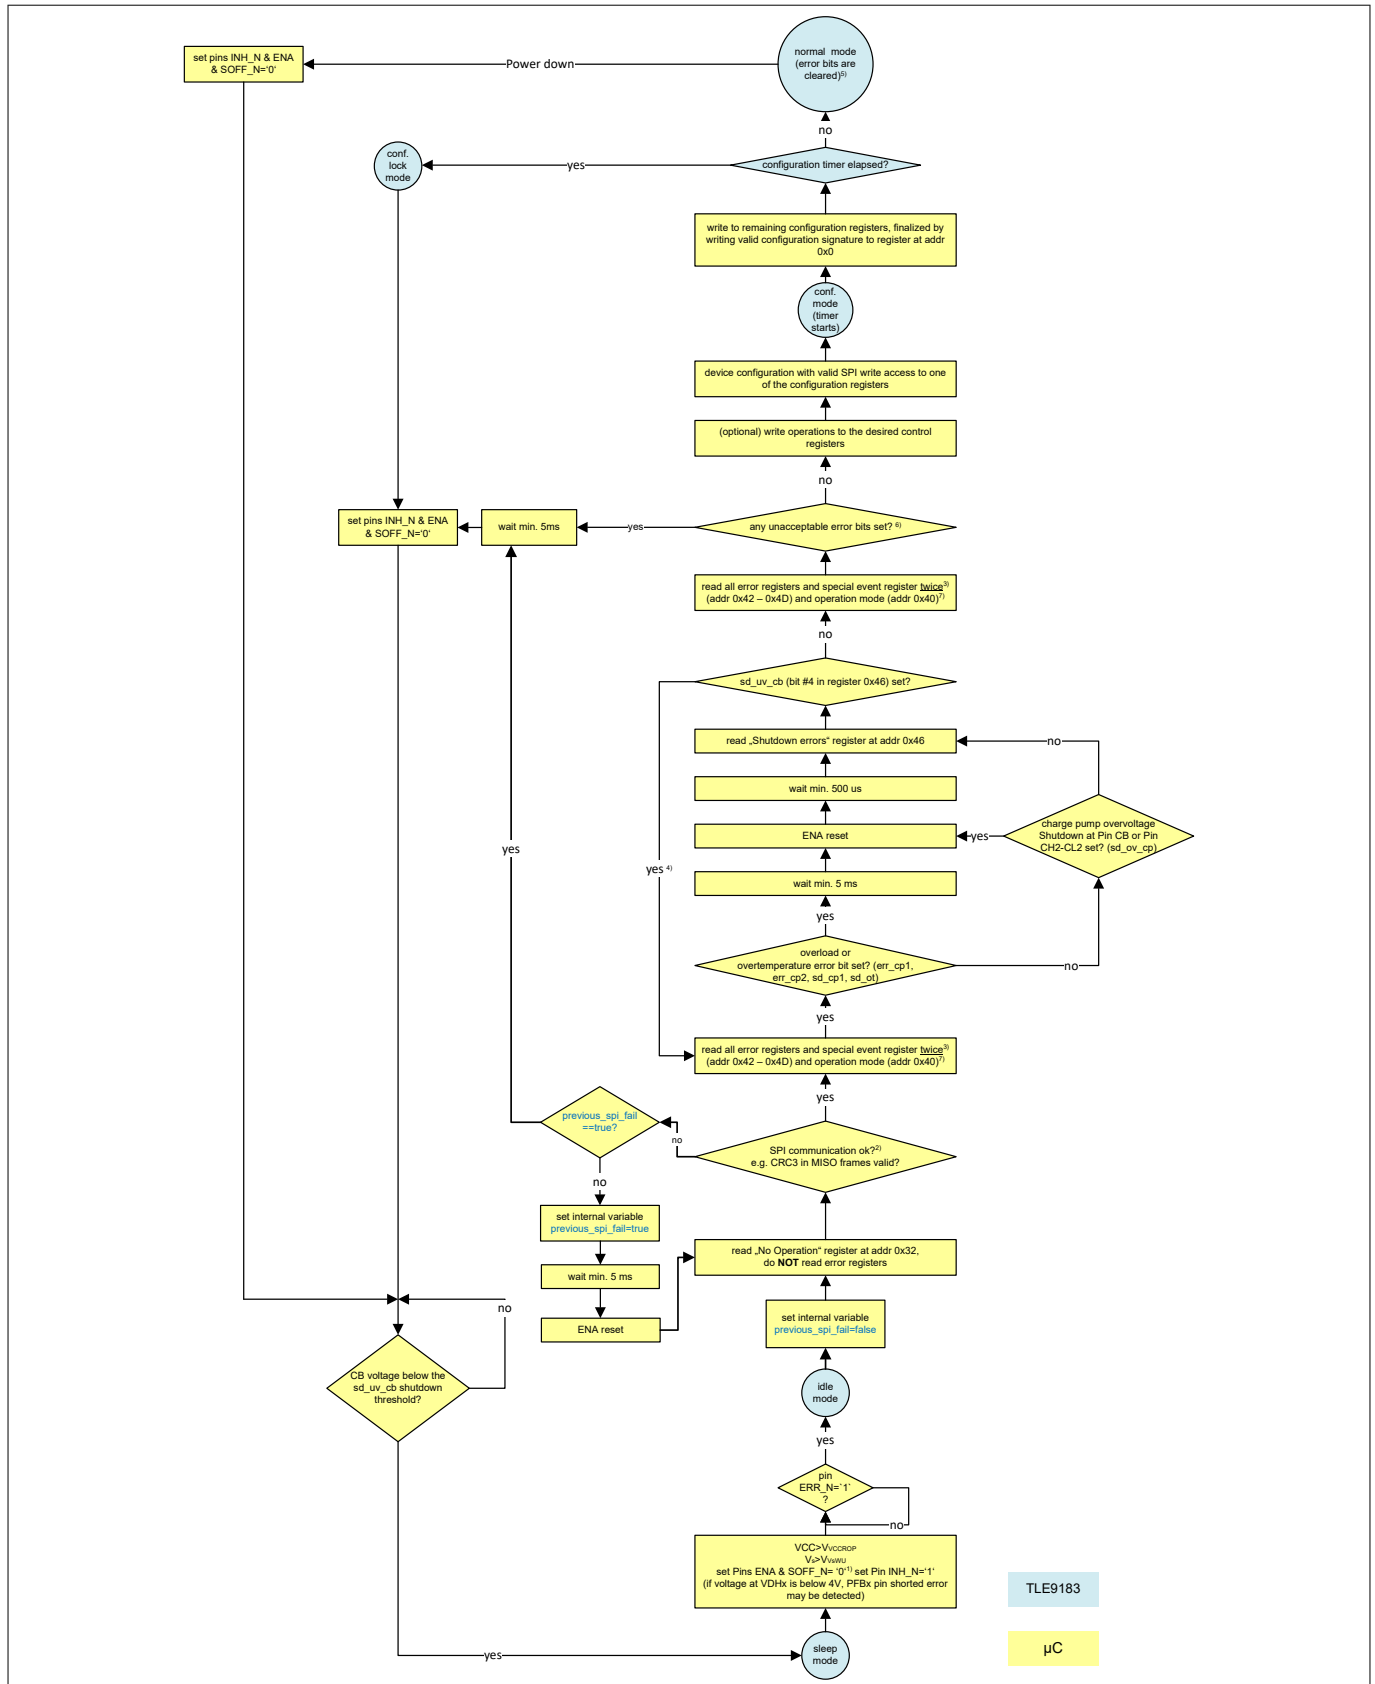 normal mode
(error bits are
cleared)5)
Power down
set pins INH_N & ENA
& SOFF_N='0'
no
configuration timer elapsed?
yes
conf.
lock
mode
write to remaining configuration registers, finalized by
writing valid configuration signature to register at addr
0x0
conf.
mode
(timer
starts)
device configuration with valid SPI write access to one
of the configuration registers
(optional) write operations to the desired control
registers
no
any unacceptable error bits set? 6)
yes
wait min. 5ms
set pins INH_N & ENA
& SOFF_N='0'
read all error registers and special event register twice3)
(addr 0x42 – 0x4D) and operation mode (addr 0x40)7)
no
sd_uv_cb (bit #4 in register 0x46) set?
yes 4)
read „Shutdown errors“ register at addr 0x46
no
wait min. 500 us
ENA reset
yes
charge pump overvoltage
Shutdown at Pin CB or Pin
CH2-CL2 set? (sd_ov_cp)
yes
wait min. 5 ms
yes
overload or
overtemperature error bit set? (err_cp1,
err_cp2, sd_cp1, sd_ot)
no
yes
read all error registers and special event register twice3)
(addr 0x42 – 0x4D) and operation mode (addr 0x40)7)
yes
SPI communication ok?2)
e.g. CRC3 in MISO frames valid?
no
previous_spi_fail
==true?
no
set internal variable
previous_spi_fail=true
wait min. 5 ms
ENA reset
read „No Operation“ register at addr 0x32,
do NOT read error registers
set internal variable
previous_spi_fail=false
no
CB voltage below the
sd_uv_cb shutdown
threshold?
idle
mode
yes
pin
ERR_N=`1`
?
no
VCC>VVCCROP
Vs>VVsWU
set Pins ENA & SOFF_N= '0'1) set Pin INH_N='1'
(if voltage at VDHx is below 4V, PFBx pin shorted error
may be detected)
yes
sleep
mode
TLE9183
µC